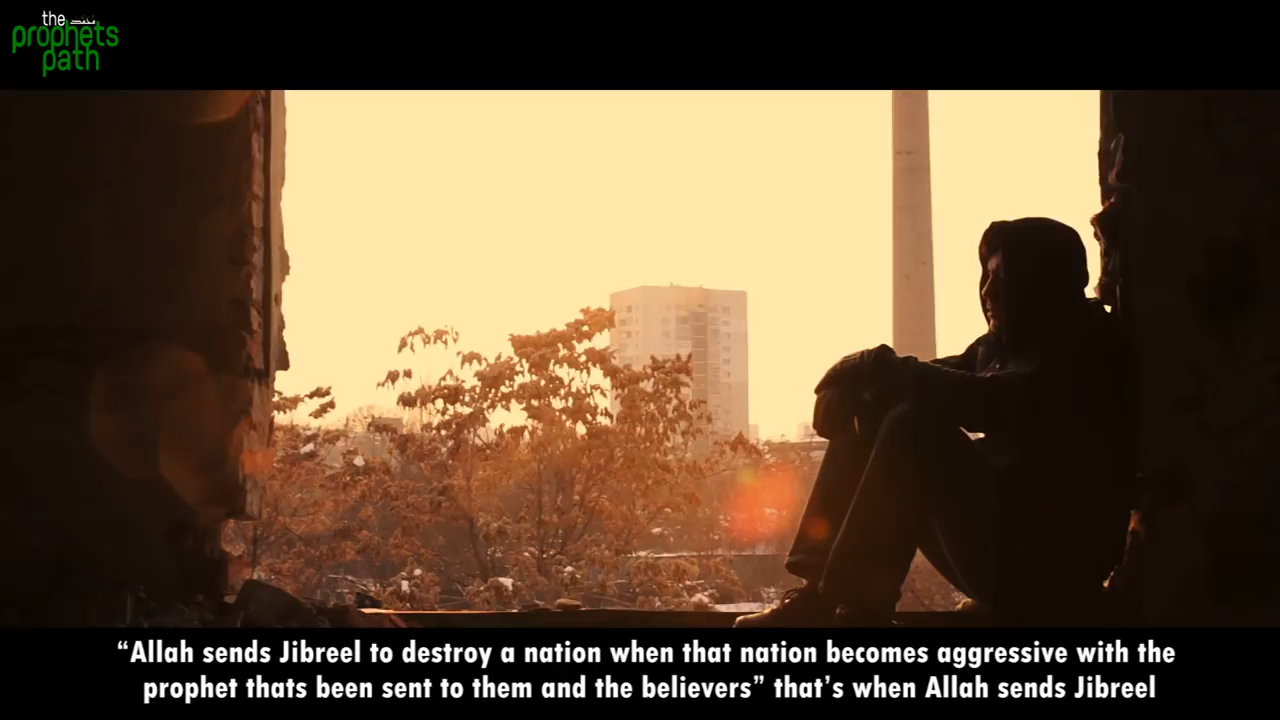 the
prophets
path
“Allah sends Jibreel to destroy a nation when that nation becomes aggressive with the
prophet thats been sent to them and the believers” that’s when Allah sends Jibreel